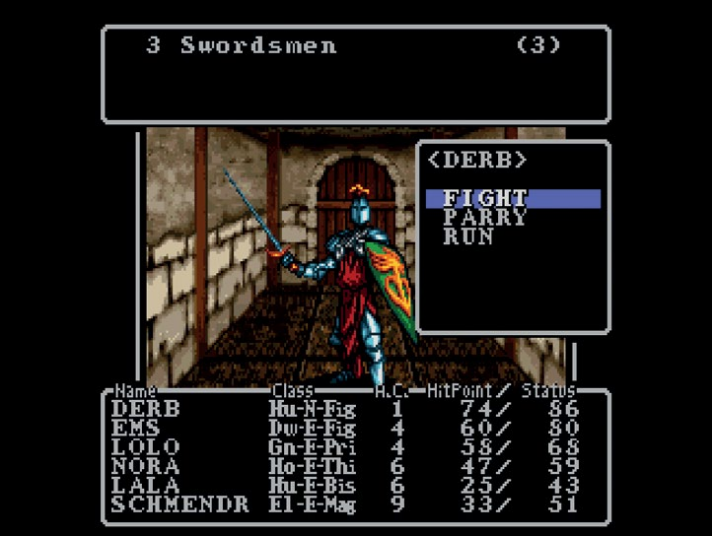 3 Swordsmen (3)
<DERB>
FIGHT
PARRY
RUN
Name Class A.C. HitPoint/ Status
DERB Hu-N-Fig 1 74/ 86
EMS Dw-E-Fig 4 60/ 80
LOLO Gn-E-Pri 4 58/ 68
NORA Ho-E-Thi 6 47/ 59
LALA Hu-E-Bis 6 25/ 43
SCHMENDR El-E-Mag 9 33/ 51